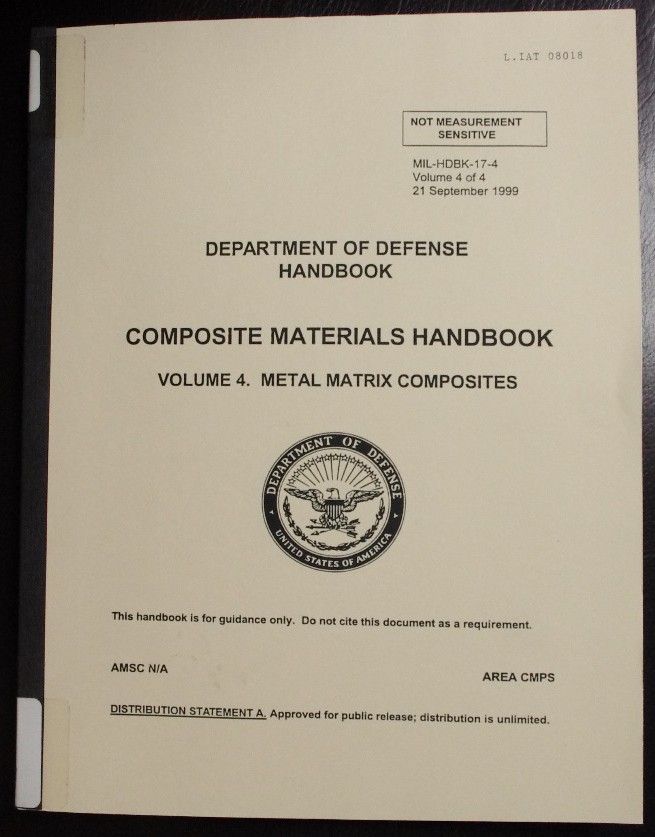 L.IAT 08018
NOT MEASUREMENT
SENSITIVE
MIL-HDBK-17-4
Volume 4 of 4
21 September 1999
DEPARTMENT OF DEFENSE
HANDBOOK
COMPOSITE MATERIALS HANDBOOK
VOLUME 4. METAL MATRIX COMPOSITES
DEPARTMENT OF DEFENSE
UNITED STATES OF AMERICA
This handbook is for guidance only. Do not cite this document as a requirement.
AMSC N/A
AREA CMPS
DISTRIBUTION STATEMENT A. Approved for public release; distribution is unlimited.